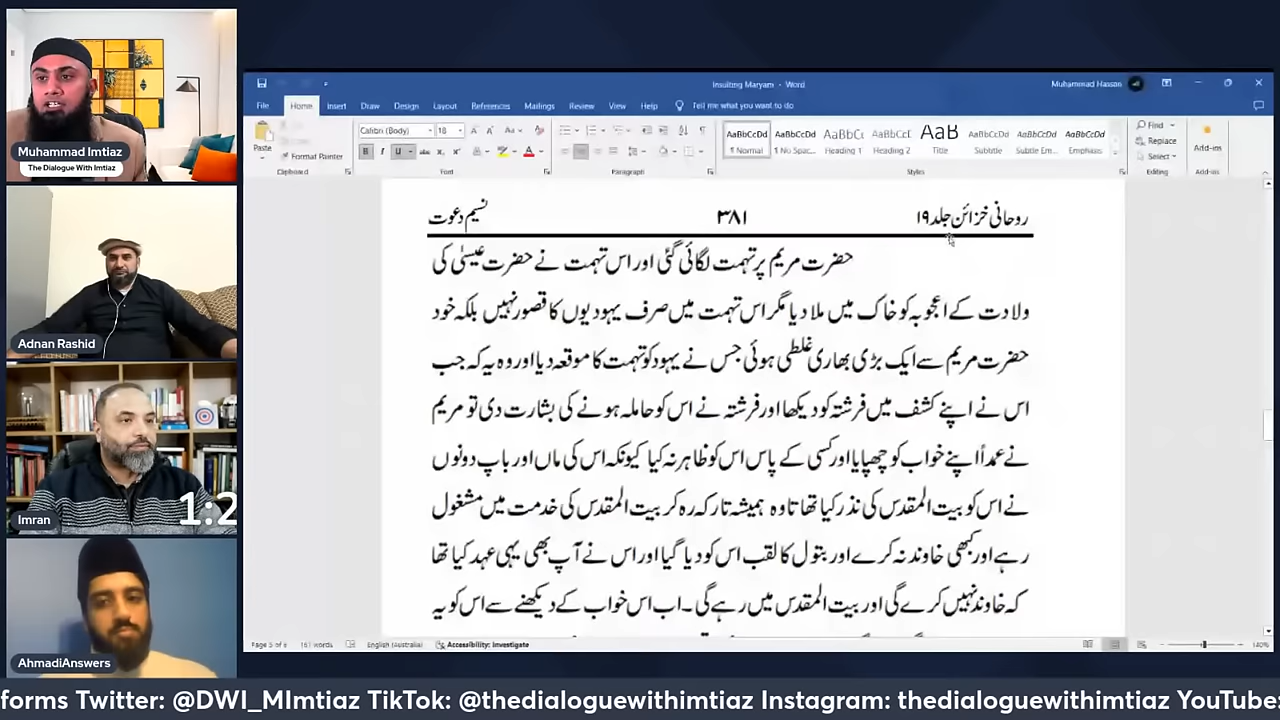 Muhammad Imtiaz
The Dialogue With Imtiaz
Adnan Rashid
Imran
1:2
AhmadiAnswers
Insulting Maryam - Word
Muhammad Hassan
File Home Insert Draw Design Layout References Mailings Review View Help Tell me what you want to do
Paste
Format Painter
Clipboard
Calibri (Body) 18
Font
Paragraph
AaBbCcDd AaBbCcDd AaBbCc AaBbCcD AaB AaBbCcDd AaBbCcDd AaBbCcDd
¶ Normal ¶ No Spac... Heading 1 Heading 2 Title Subtitle Subtle Em... Emphasis
Styles
Find
Replace
Select
Editing
Add-ins
Add-ins
روحانی خزائن جلد ۱۹ ۳۸۱ نسیم دعوت
حضرت مریم پر تہمت لگائی گئی اور اس تہمت نے حضرت عیسیٰ کی
ولادت کے اعجوبہ کو خاک میں ملا دیا مگر اس تہمت میں صرف یہودیوں کا قصور نہیں بلکہ خود
حضرت مریم سے ایک بڑی بھاری غلطی ہوئی جس نے یہود کو تہمت کا موقعہ دیا اور وہ یہ کہ جب
اس نے اپنے کشف میں فرشتہ کو دیکھا اور فرشتہ نے اس کو حاملہ ہونے کی بشارت دی تو مریم
نے عمداً اپنے خواب کو چھپایا اور کسی کے پاس اس کو ظاہر نہ کیا کیونکہ اس کی ماں اور باپ دونوں
نے اس کو بیت المقدس کی نذر کیا تھا تا وہ ہمیشہ تارکہ رہ کر بیت المقدس کی خدمت میں مشغول
رہے اور کبھی خاوند نہ کرے اور بتول کا لقب اس کو دیا گیا اور اس نے آپ بھی یہی عہد کیا تھا
کہ خاوند نہیں کرے گی اور بیت المقدس میں رہے گی ۔ اب اس خواب کے دیکھنے سے اس کو یہ
161 words English (Australia) Accessibility: Investigate 140%
forms Twitter: @DWI_MImtiaz TikTok: @thedialoguewithimtiaz Instagram: thedialoguewithimtiaz YouTube: